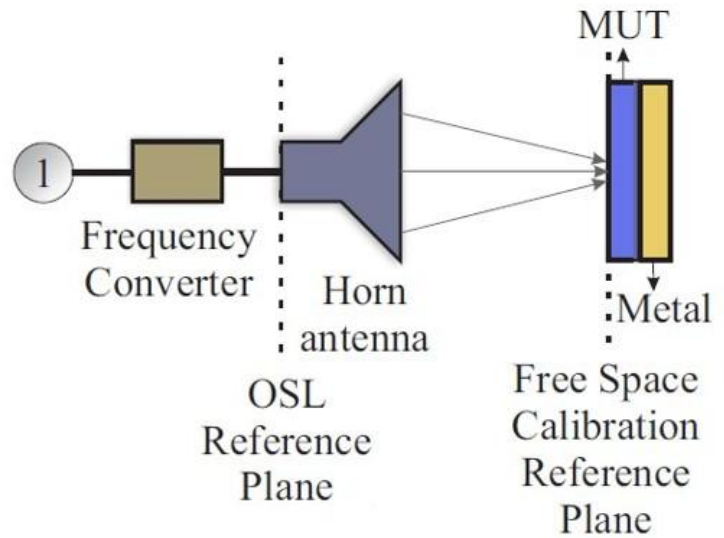 MUT
1
Frequency
Converter
Horn
antenna
Metal
OSL
Reference
Plane
Free Space
Calibration
Reference
Plane